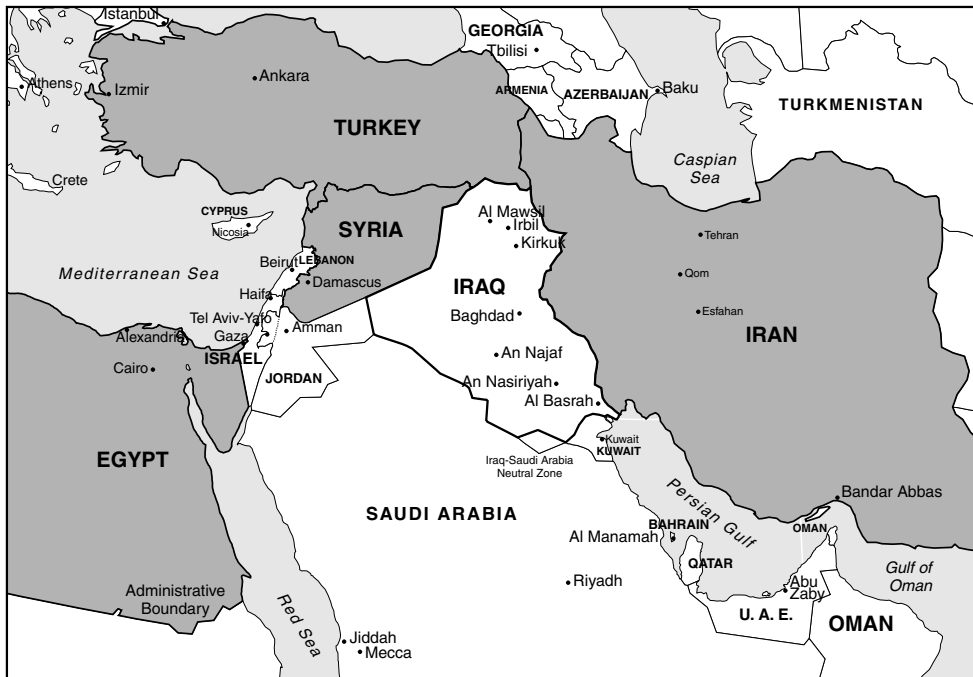 Istanbul
GEORGIA
Tbilisi
Athens
Izmir
Ankara
ARMENIA
AZERBAIJAN
Baku
TURKMENISTAN
TURKEY
Caspian
Sea
Crete
CYPRUS
Nicosia
SYRIA
Al Mawsil
Irbil
Kirkuk
Tehran
Mediterranean Sea
Beirut
LEBANON
Damascus
Qom
Haifa
IRAQ
Baghdad
Esfahan
IRAN
Tel Aviv-Yafo
Alexandria
Gaza
Amman
ISRAEL
Cairo
JORDAN
An Najaf
An Nasiriyah
Al Basrah
Kuwait
KUWAIT
EGYPT
Iraq-Saudi Arabia
Neutral Zone
Persian Gulf
Bandar Abbas
SAUDI ARABIA
BAHRAIN
Al Manamah
OMAN
QATAR
Gulf of
Oman
Riyadh
Abu
Zaby
Administrative
Boundary
U. A. E.
OMAN
Red Sea
Jiddah
Mecca